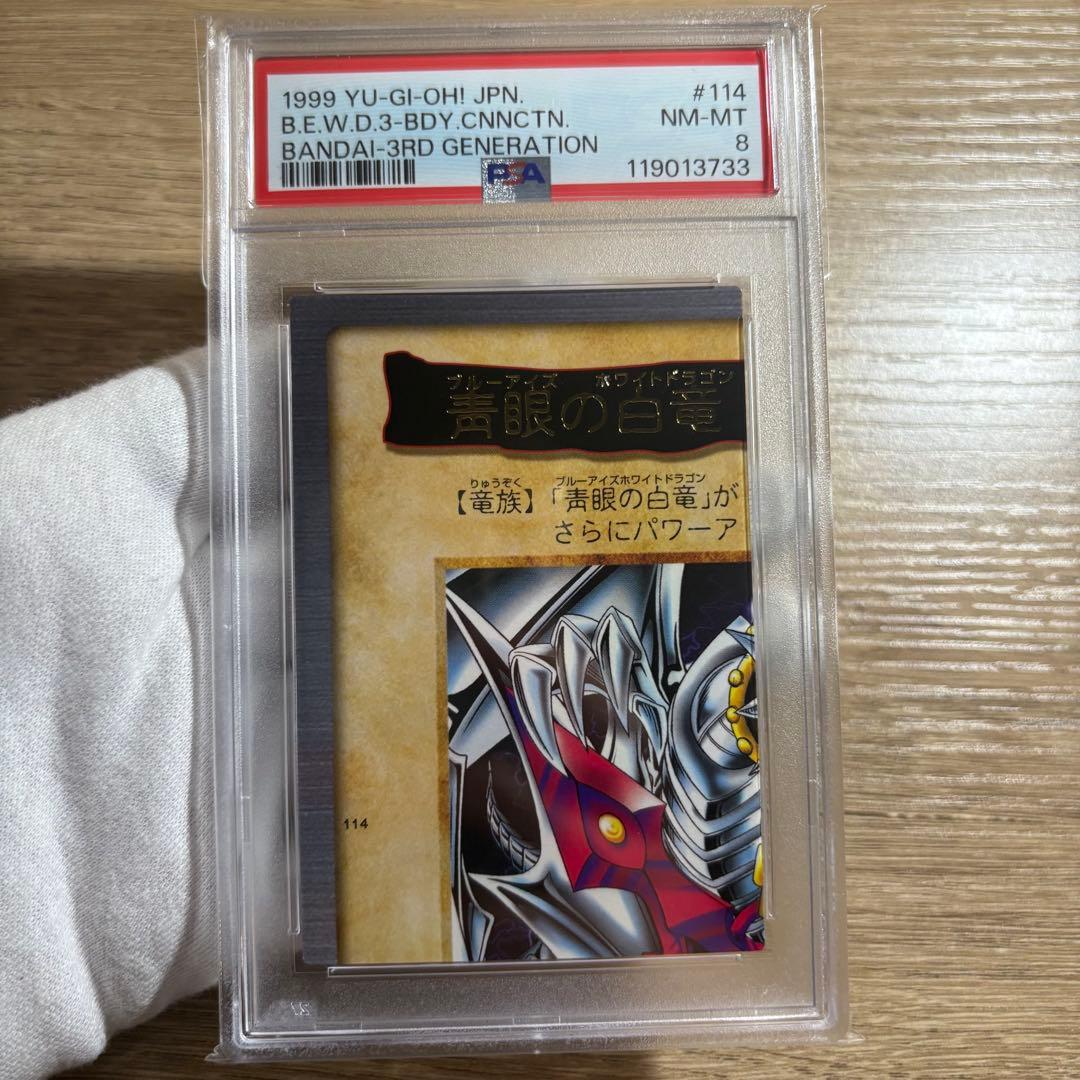 1999 YU-GI-OH! JPN. #114
B.E.W.D.3-BDY.CNNCTN. NM-MT
BANDAI-3RD GENERATION 8
PSA 119013733
ブルーアイズ ホワイトドラゴン
青眼の白竜
りゅうぞく ブルーアイズホワイトドラゴン
【竜族】「青眼の白竜」が
さらにパワーア
114